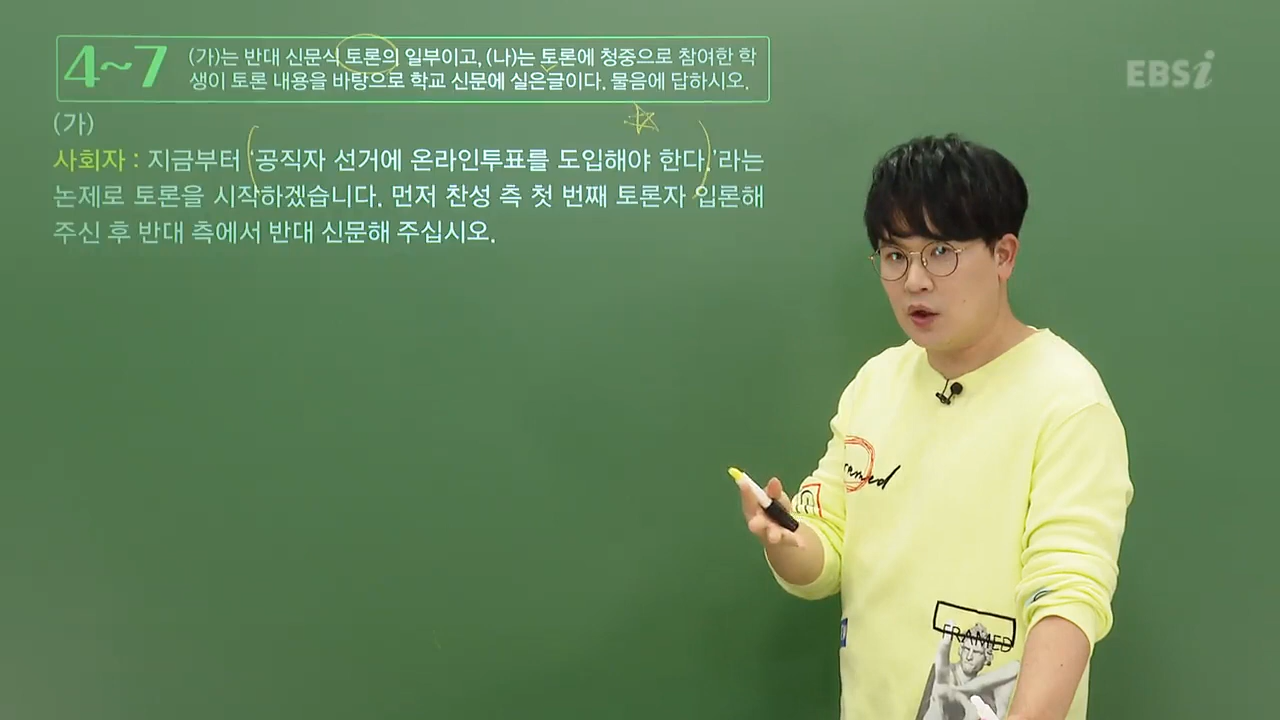 4~7
(가)는 반대 신문식 토론의 일부이고, (나)는 토론에 청중으로 참여한 학
생이 토론 내용을 바탕으로 학교 신문에 실은글이다. 물음에 답하시오.
EBSi
(가)
사회자 : 지금부터 '공직자 선거에 온라인투표를 도입해야 한다.'라는
논제로 토론을 시작하겠습니다. 먼저 찬성 측 첫 번째 토론자 입론해
주신 후 반대 측에서 반대 신문해 주십시오.
FRAMED